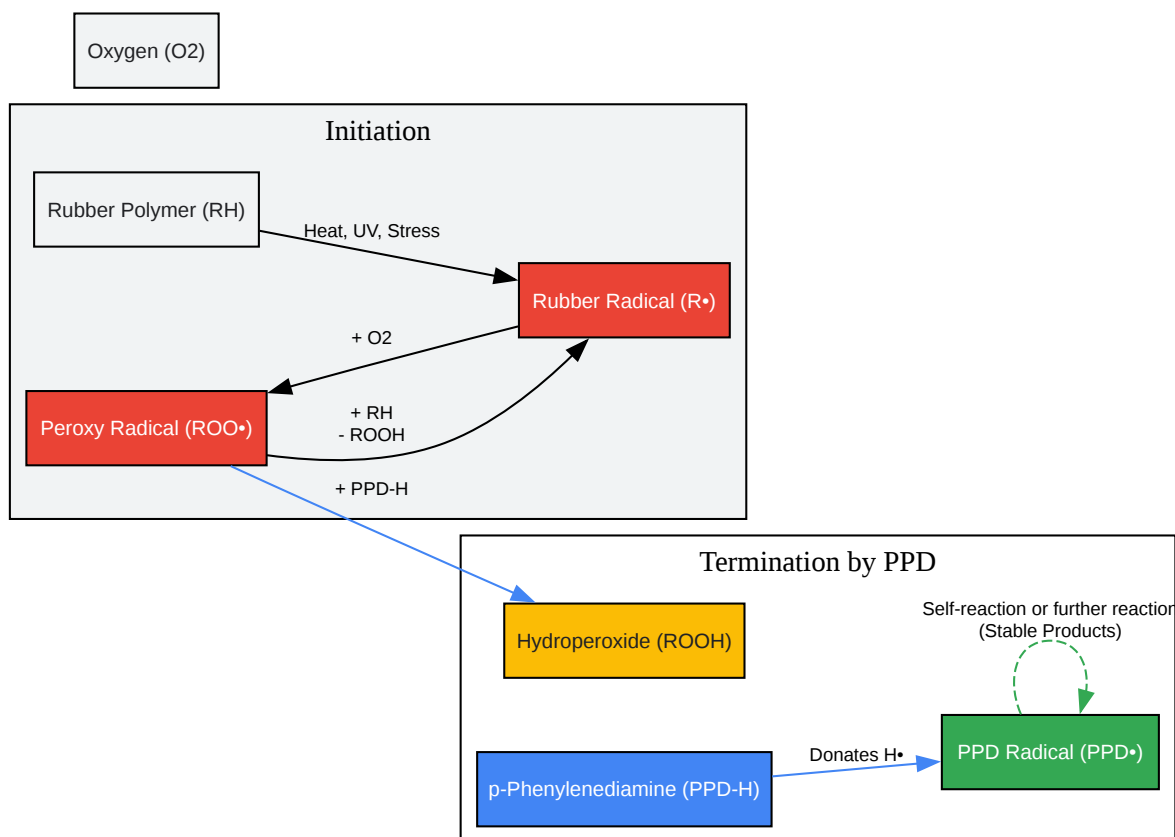 Oxygen (O2)
Initiation
Rubber Polymer (RH)
Heat, UV, Stress
Rubber Radical (R•)
+ O2
Peroxy Radical (ROO•)
+ RH
- ROOH
+ PPD-H
Termination by PPD
Hydroperoxide (ROOH)
Self-reaction or further reaction
(Stable Products)
p-Phenylenediamine (PPD-H)
Donates H•
PPD Radical (PPD•)